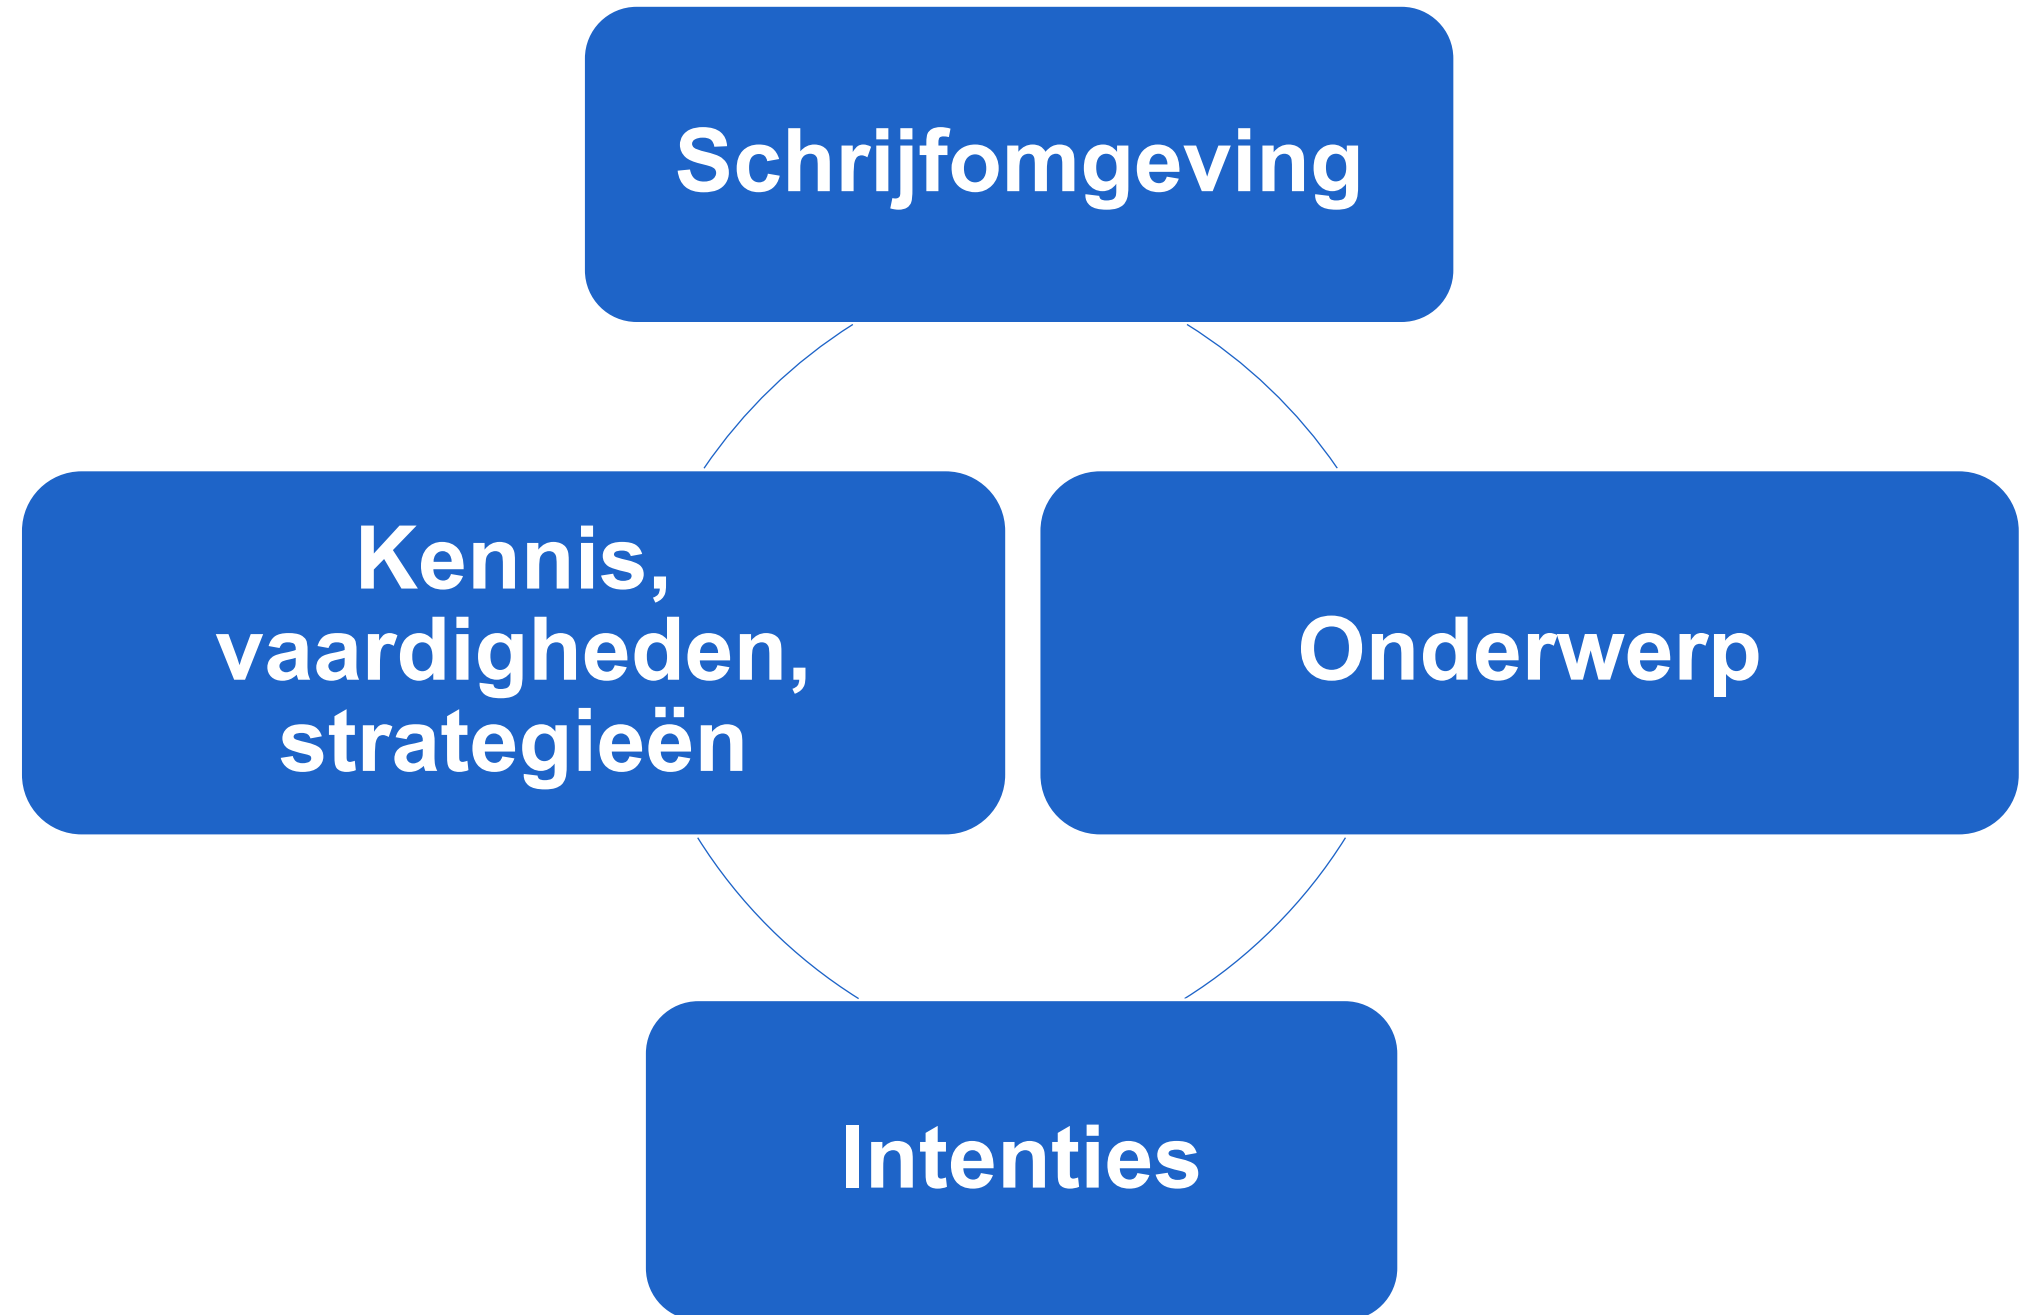 Schrijfomgeving
Kennis,
vaardigheden,
strategieën
Onderwerp
Intenties